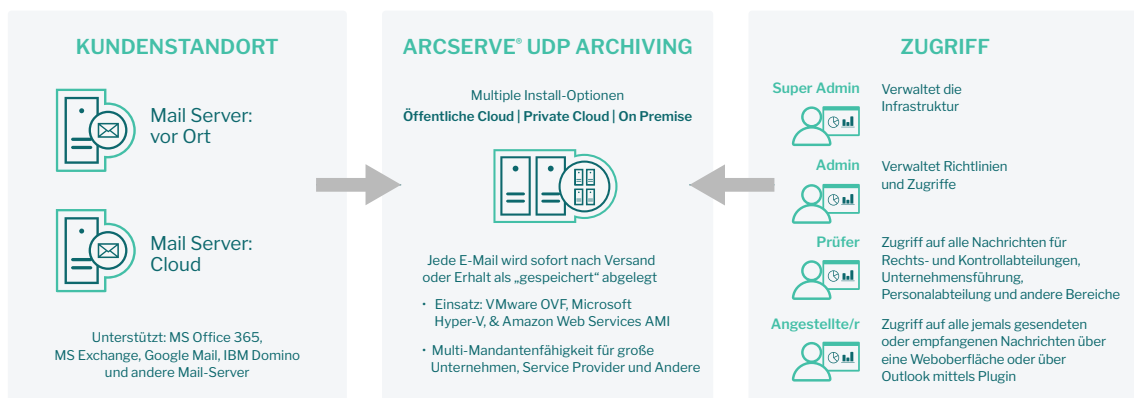 KUNDENSTANDORT
Mail Server:
vor Ort
Mail Server:
Cloud
Unterstützt: MS Office 365,
MS Exchange, Google Mail, IBM Domino
und andere Mail-Server
ARCSERVE® UDP ARCHIVING
Multiple Install-Optionen
Öffentliche Cloud | Private Cloud | On Premise
Jede E-Mail wird sofort nach Versand
oder Erhalt als „gespeichert“ abgelegt
• Einsatz: VMware OVF, Microsoft
Hyper-V, & Amazon Web Services AMI
• Multi-Mandantenfähigkeit für große
Unternehmen, Service Provider und Andere
ZUGRIFF
Super Admin
Verwaltet die
Infrastruktur
Admin
Verwaltet Richtlinien
und Zugriffe
Prüfer
Zugriff auf alle Nachrichten für
Rechts- und Kontrollabteilungen,
Unternehmensführung,
Personalabteilung und andere Bereiche
Angestellte/r
Zugriff auf alle jemals gesendeten
oder empfangenen Nachrichten über
eine Weboberfläche oder über
Outlook mittels Plugin